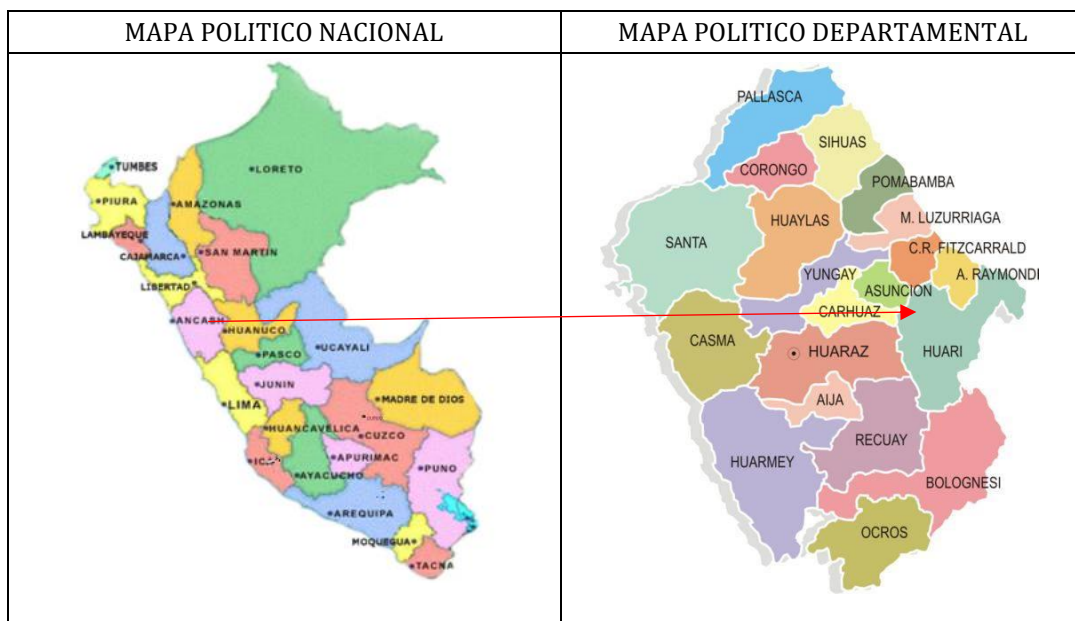 MAPA POLITICO NACIONAL
MAPA POLITICO DEPARTAMENTAL
TUMBES
LORETO
PIURA
AMAZONAS
LAMBAYEQUE
SAN MARTIN
CAJAMARCA
LIBERTAD
ANCASH
HUANUCO
UCAYALI
PASCO
JUNIN
LIMA
MADRE DE DIOS
HUANCAVELICA
CUZCO
APURIMAC
PUNO
AYACUCHO
AREQUIPA
MOQUEGUA
TACNA
PALLASCA
SIHUAS
CORONGO
POMABAMBA
HUAYLAS
M. LUZURRIAGA
SANTA
C.R. FITZCARRALD
YUNGAY
A. RAYMONDI
ASUNCION
CARHUAZ
CASMA
HUARAZ
HUARI
AIJA
RECUAY
HUARMEY
BOLOGNESI
OCROS